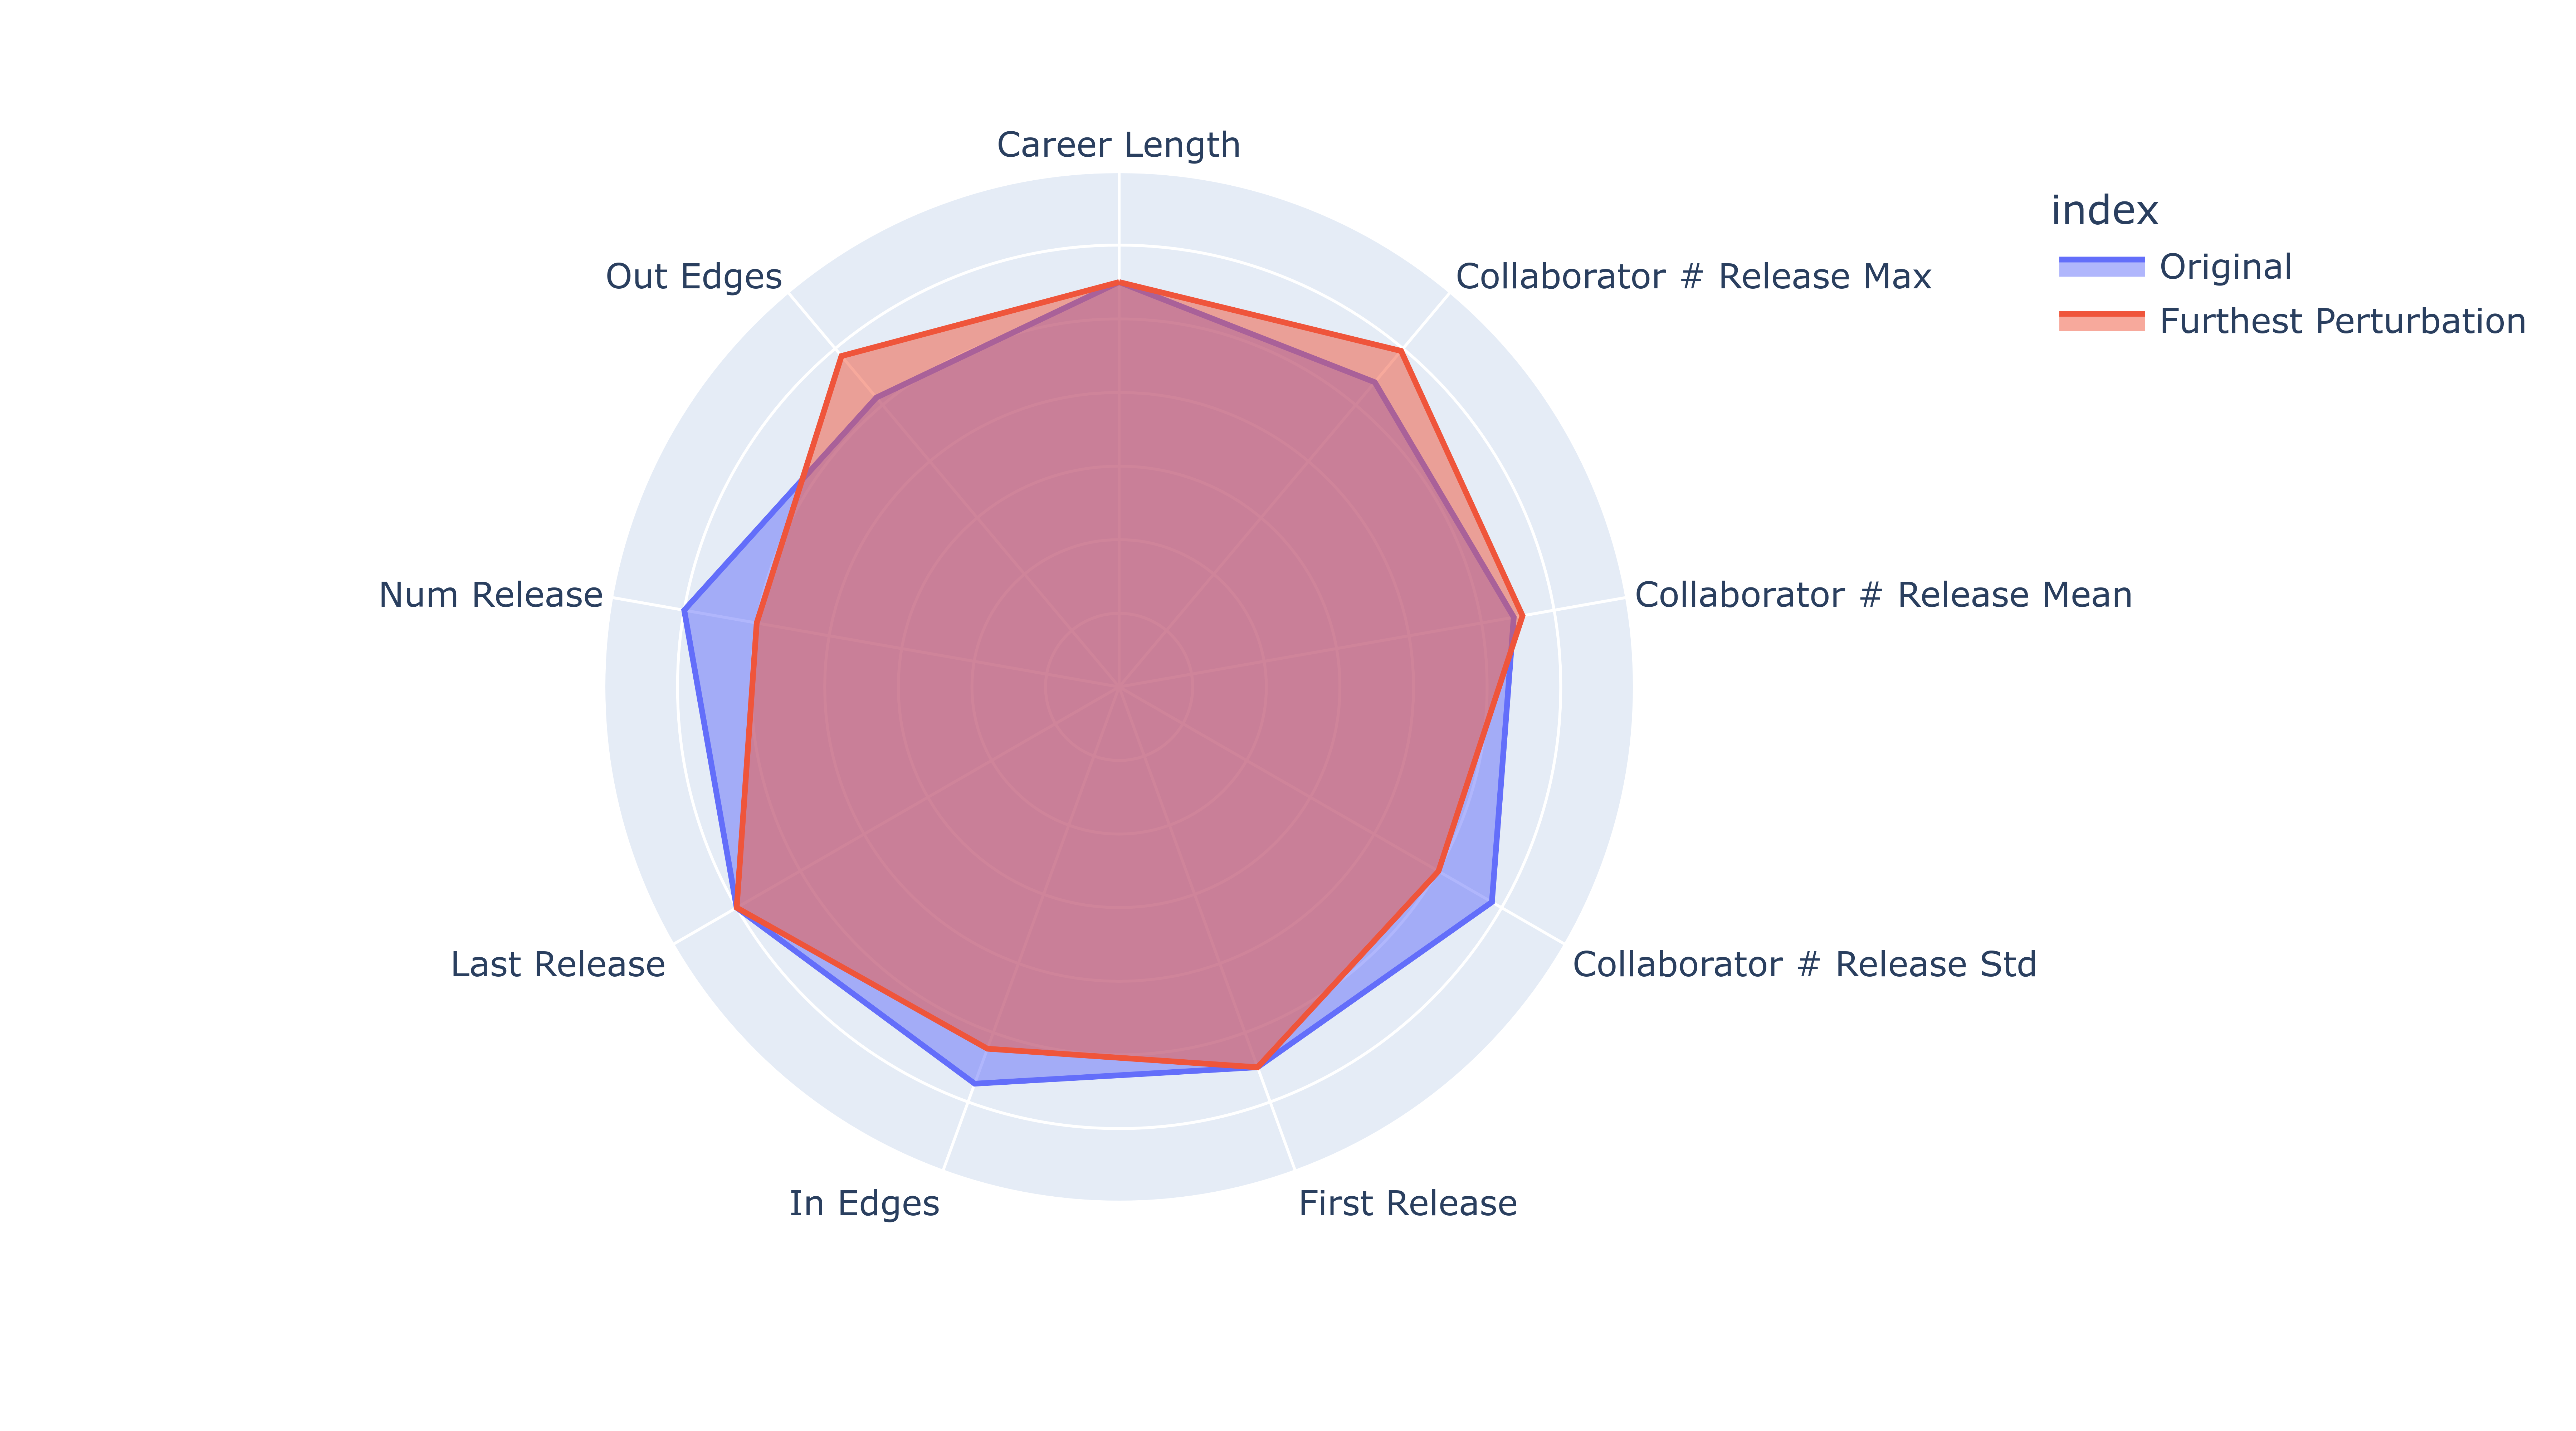 Career Length
index
Out Edges
Collaborator # Release Max
Original
Furthest Perturbation
Num Release
Collaborator # Release Mean
Last Release
Collaborator # Release Std
In Edges
First Release